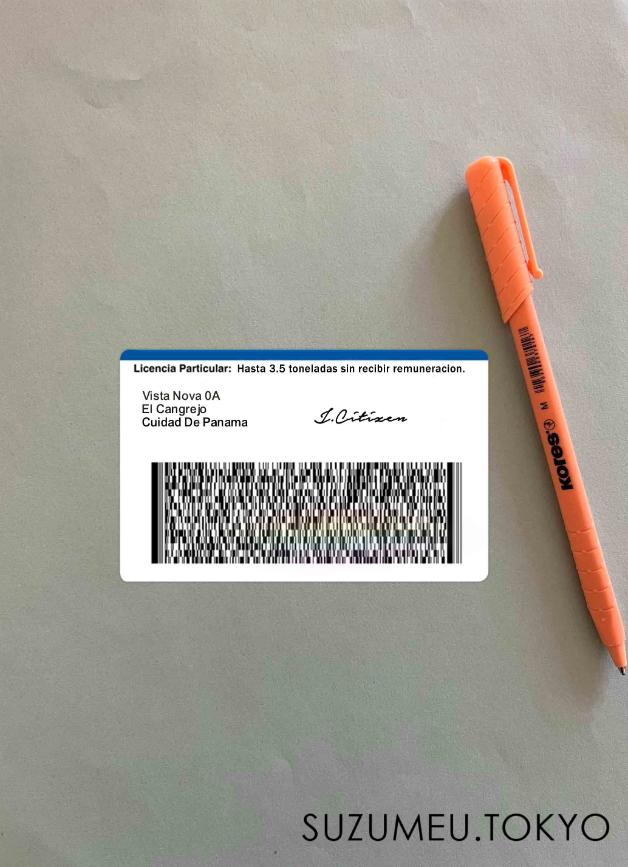 Licencia Particular: Hasta 3.5 toneladas sin recibir remuneracion.
Vista Nova 0A
El Cangrejo
Cuidad De Panama
I.Citizen
M
Kores
SUZUMEU.TOKYO